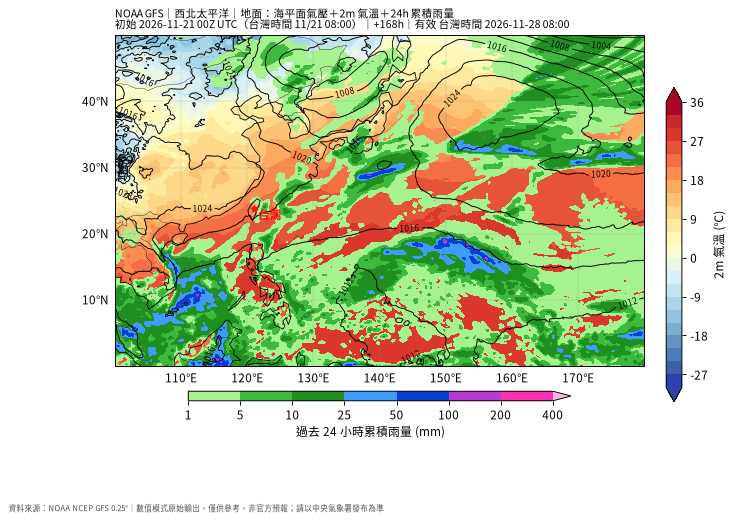 NOAA GFS｜西北太平洋｜地面：海平面氣壓＋2m 氣溫＋24h 累積雨量
初始 2026-11-21 00Z UTC（台灣時間 11/21 08:00）｜+168h｜有效 台灣時間 2026-11-28 08:00
1016
1008
1004
1016
1024
1008
1016
1024
1020
1020
1024
1016
1012
1012
40°N
30°N
20°N
10°N
110°E
120°E
130°E
140°E
150°E
160°E
170°E
36
27
18
9
0
-9
-18
-27
2m 氣溫 (°C)
1
5
10
25
50
100
200
400
過去 24 小時累積雨量 (mm)
資料來源：NOAA NCEP GFS 0.25°｜數值模式原始輸出，僅供參考，非官方預報；請以中央氣象署發布為準